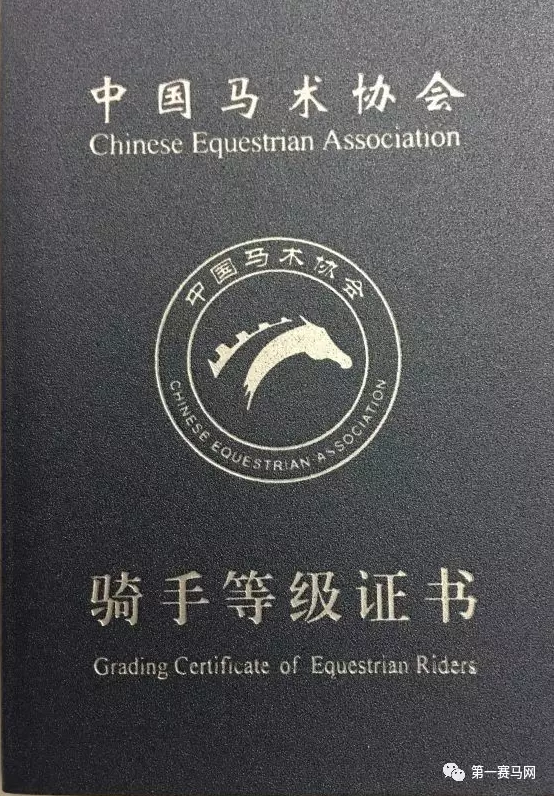 中国马术协会
Chinese Equestrian Association
中国马术协会
CHINESE EQUESTRIAN ASSOCIATION
骑手等级证书
Grading Certificate of Equestrian Riders
第一赛马网